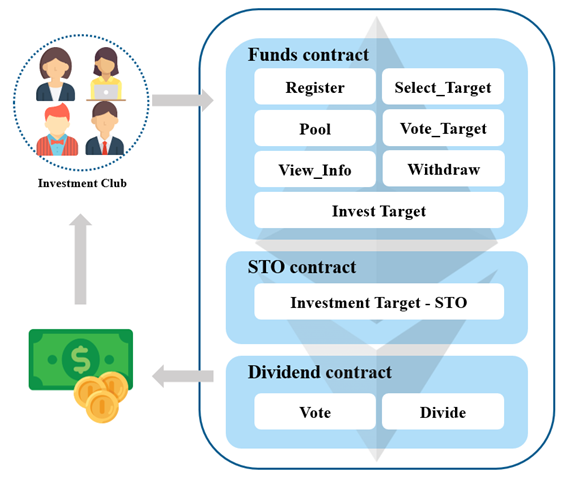 Investment Club
Funds contract
Register
Select_Target
Pool
Vote_Target
View_Info
Withdraw
Invest Target
STO contract
Investment Target - STO
Dividend contract
Vote
Divide
$